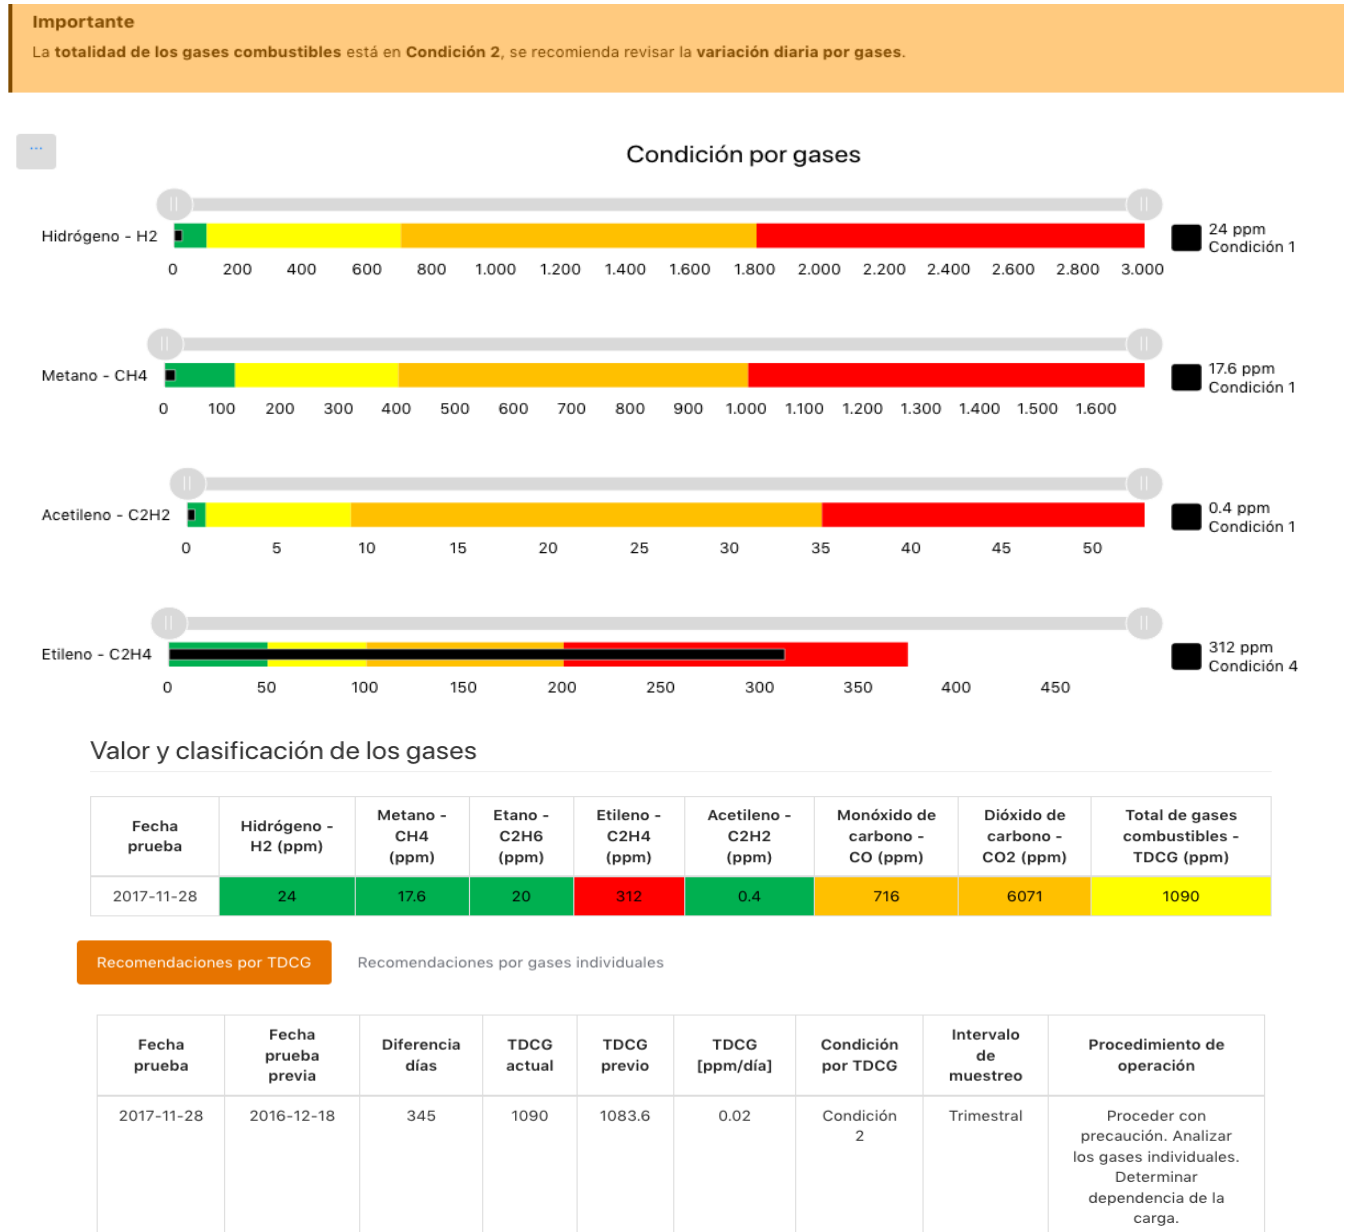 Importante
La totalidad de los gases combustibles está en Condición 2, se recomienda revisar la variación diaria por gases.
...
Condición por gases
Hidrógeno - H2
24 ppm
Condición 1
0 200 400 600 800 1.000 1.200 1.400 1.600 1.800 2.000 2.200 2.400 2.600 2.800 3.000
Metano - CH4
17.6 ppm
Condición 1
0 100 200 300 400 500 600 700 800 900 1.000 1.100 1.200 1.300 1.400 1.500 1.600
Acetileno - C2H2
0.4 ppm
Condición 1
0 5 10 15 20 25 30 35 40 45 50
Etileno - C2H4
312 ppm
Condición 4
0 50 100 150 200 250 300 350 400 450
Valor y clasificación de los gases
Fecha
prueba
Hidrógeno -
H2 (ppm)
Metano -
CH4
(ppm)
Etano -
C2H6
(ppm)
Etileno -
C2H4
(ppm)
Acetileno -
C2H2
(ppm)
Monóxido de
carbono -
CO (ppm)
Dióxido de
carbono -
CO2 (ppm)
Total de gases
combustibles -
TDCG (ppm)
2017-11-28 24 17.6 20 312 0.4 716 6071 1090
Recomendaciones por TDCG
Recomendaciones por gases individuales
Fecha
prueba
Fecha
prueba
previa
Diferencia
días
TDCG
actual
TDCG
previo
TDCG
[ppm/día]
Condición
por TDCG
Intervalo
de
muestreo
Procedimiento de
operación
2017-11-28
2016-12-18
345
1090
1083.6
0.02
Condición
2
Trimestral
Proceder con
precaución. Analizar
los gases individuales.
Determinar
dependencia de la
carga.